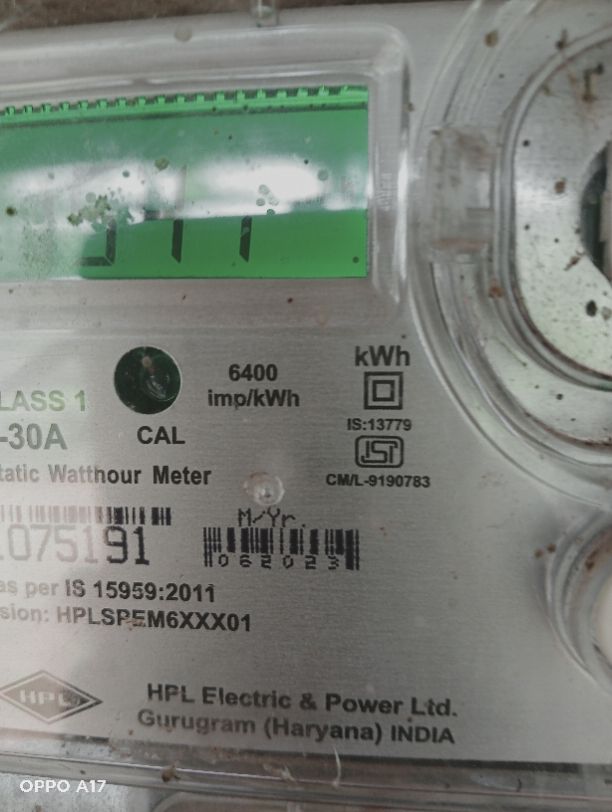 kWh
6400
imp/kWh
LASS 1
-30A
CAL
IS:13779
ISI
tatic Watthour Meter
CM/L-9190783
M/Yr.
075191
062023
as per IS 15959:2011
sion: HPLSPEM6XXX01
HPL
HPL Electric & Power Ltd.
Gurugram (Haryana) INDIA
OPPO A17